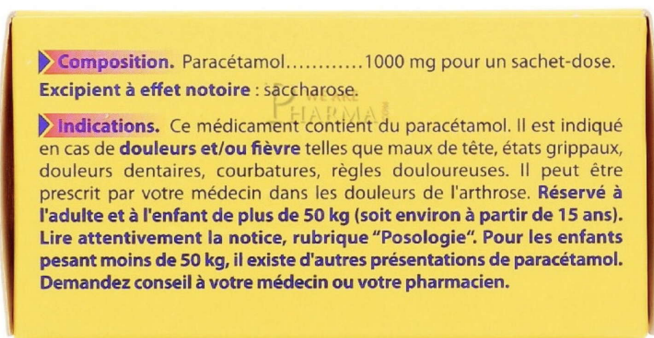 Composition. Paracétamol............1000 mg pour un sachet-dose.
Excipient à effet notoire : saccharose.
WE ARE
PHARMA
Indications. Ce médicament contient du paracétamol. Il est indiqué
en cas de douleurs et/ou fièvre telles que maux de tête, états grippaux,
douleurs dentaires, courbatures, règles douloureuses. Il peut être
prescrit par votre médecin dans les douleurs de l'arthrose. Réservé à
l'adulte et à l'enfant de plus de 50 kg (soit environ à partir de 15 ans).
Lire attentivement la notice, rubrique "Posologie". Pour les enfants
pesant moins de 50 kg, il existe d'autres présentations de paracétamol.
Demandez conseil à votre médecin ou votre pharmacien.